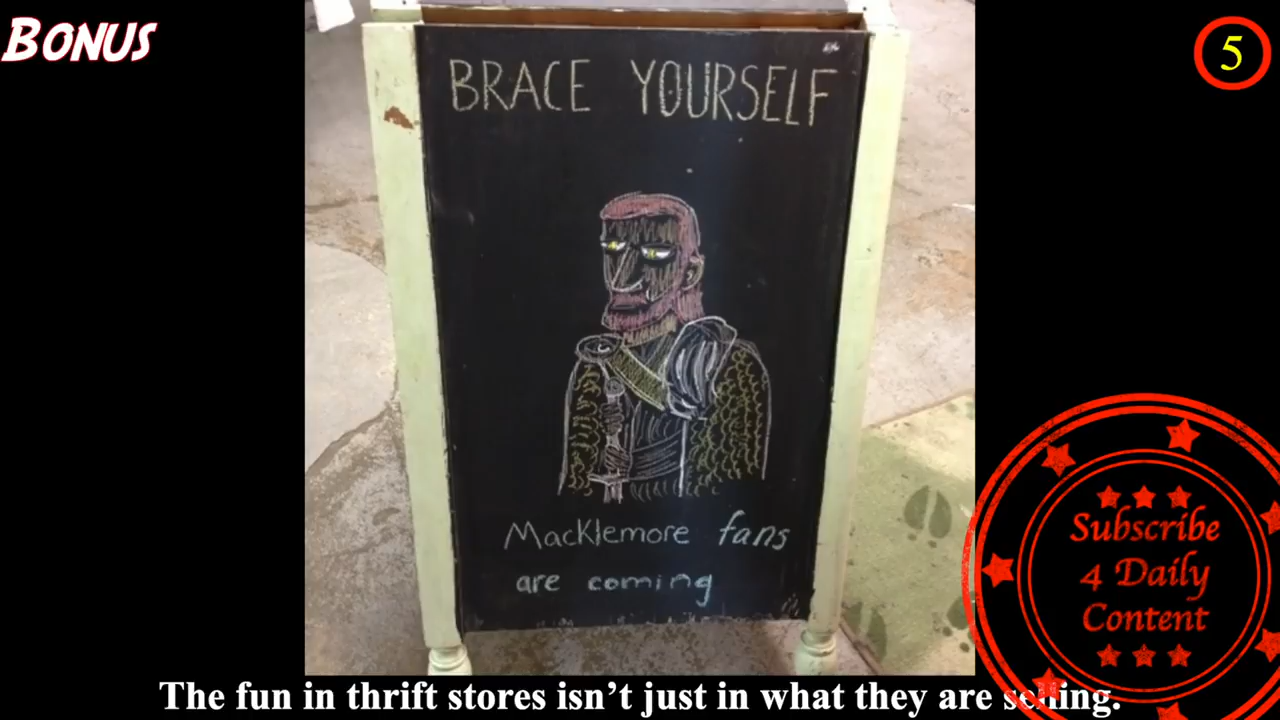 BONUS
5
BRACE YOURSELF
Macklemore fans
are coming
Subscribe
4 Daily
Content
The fun in thrift stores isn't just in what they are selling.